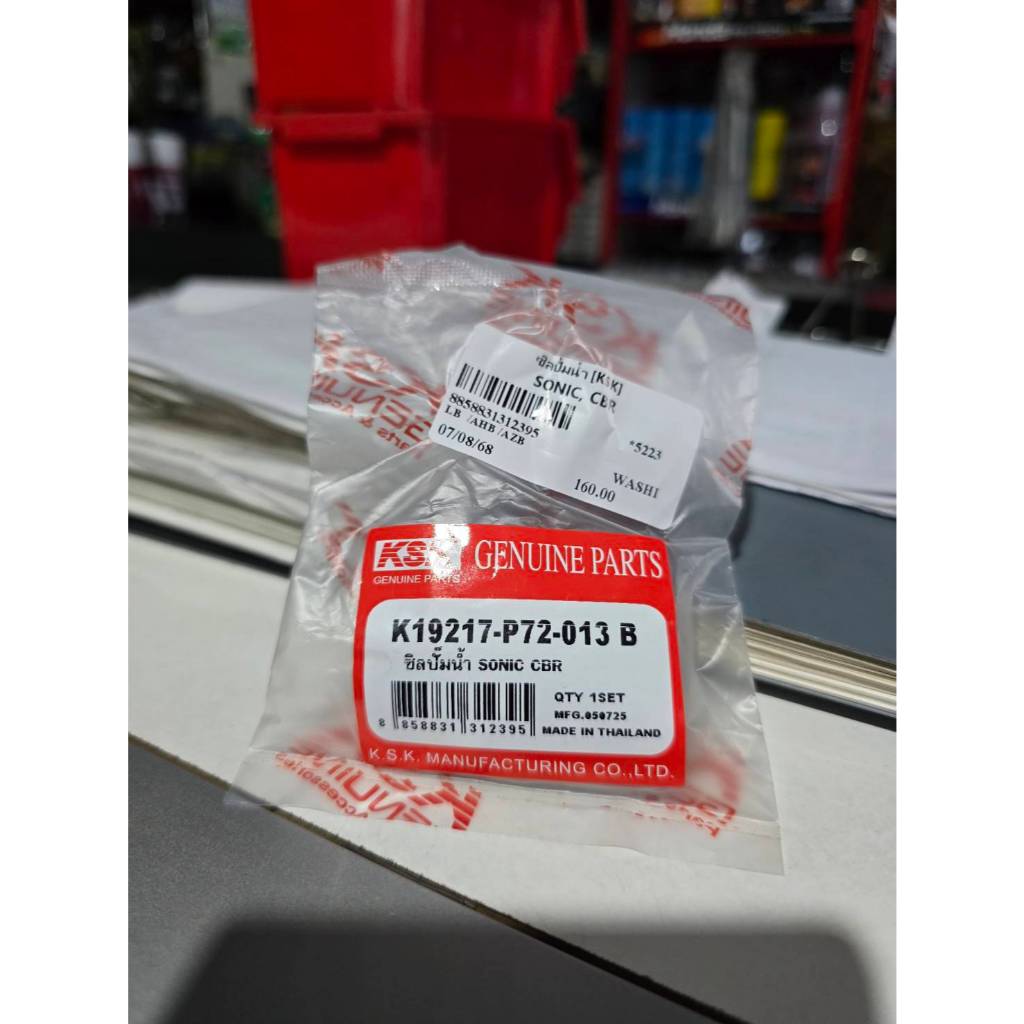 ซิลปั๊มน้ำ [KSK]
SONIC, CBR
8858831312395
LB /AHB /AZB
*5223
07/08/68
WASHI
160.00
KSK GENUINE PARTS
GENUINE PARTS
K19217-P72-013 B
ซิลปั๊มน้ำ SONIC CBR
QTY 1SET
MFG.050725
8 858831 312395 MADE IN THAILAND
K.S.K. MANUFACTURING CO.,LTD.